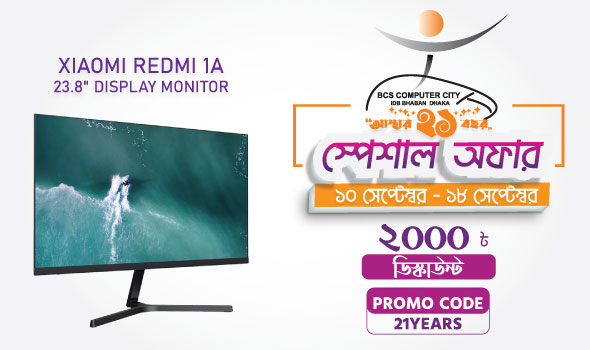 XIAOMI REDMI 1A
23.8" DISPLAY MONITOR
BCS COMPUTER CITY
IDB BHABAN DHAKA
"আস্থার ২১ বছর"
স্পেশাল অফার
১০ সেপ্টেম্বর - ১৮ সেপ্টেম্বর
২০০০ ৳
ডিস্কাউন্ট
PROMO CODE
21YEARS